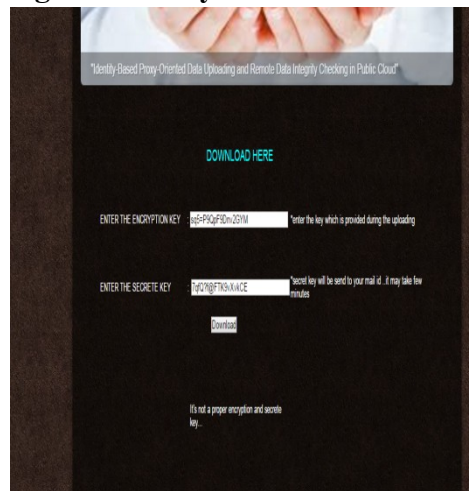 "Identity-Based Proxy-Oriented Data Uploading and Remote Data Integrity Checking in Public Cloud"
DOWNLOAD HERE
ENTER THE ENCRYPTION KEY : *enter the key which is provided during the uploading
ENTER THE SECRETE KEY : *secret key will be send to your mail id ..it may take few
minutes
Download
It's not a proper encryption and secrete
key...